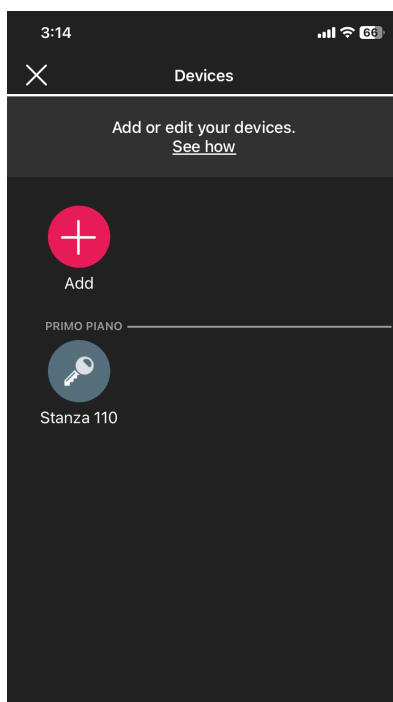 3:14
66
Devices
Add or edit your devices.
See how
Add
PRIMO PIANO
Stanza 110